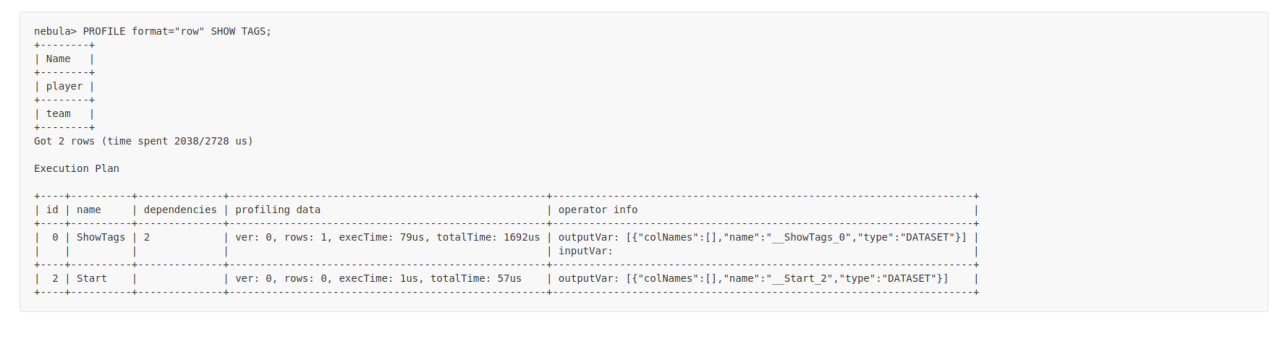 nebula> PROFILE format="row" SHOW TAGS;
+--------+
| Name   |
+--------+
| player |
+--------+
| team   |
+--------+
Got 2 rows (time spent 2038/2728 us)

Execution Plan

+----+----------+--------------+----------------------------------------------------+--------------------------------------------------------------------+
| id | name     | dependencies | profiling data                                     | operator info                                                      |
+----+----------+--------------+----------------------------------------------------+--------------------------------------------------------------------+
|  0 | ShowTags | 2            | ver: 0, rows: 1, execTime: 79us, totalTime: 1692us | outputVar: [{"colNames":[],"name":"__ShowTags_0","type":"DATASET"}] |
|    |          |              |                                                    | inputVar:                                                          |
+----+----------+--------------+----------------------------------------------------+--------------------------------------------------------------------+
|  2 | Start    |              | ver: 0, rows: 0, execTime: 1us, totalTime: 57us    | outputVar: [{"colNames":[],"name":"__Start_2","type":"DATASET"}]    |
+----+----------+--------------+----------------------------------------------------+--------------------------------------------------------------------+